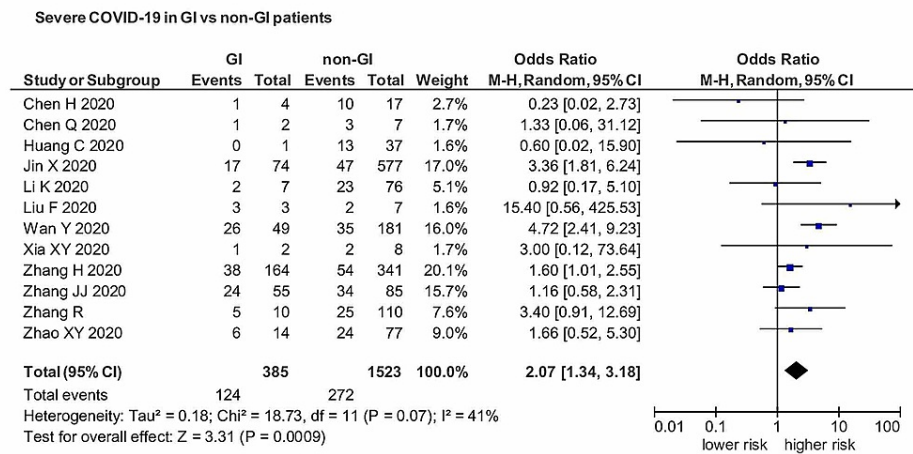 Severe COVID-19 in GI vs non-GI patients
GI non-GI Odds Ratio Odds Ratio
Study or Subgroup Events Total Events Total Weight M-H, Random, 95% CI M-H, Random, 95% CI
Chen H 2020 1 4 10 17 2.7% 0.23 [0.02, 2.73]
Chen Q 2020 1 2 3 7 1.7% 1.33 [0.06, 31.12]
Huang C 2020 0 1 13 37 1.6% 0.60 [0.02, 15.90]
Jin X 2020 17 74 47 577 17.0% 3.36 [1.81, 6.24]
Li K 2020 2 7 23 76 5.1% 0.92 [0.17, 5.10]
Liu F 2020 3 3 2 7 1.6% 15.40 [0.56, 425.53]
Wan Y 2020 26 49 35 181 16.0% 4.72 [2.41, 9.23]
Xia XY 2020 1 2 2 8 1.7% 3.00 [0.12, 73.64]
Zhang H 2020 38 164 54 341 20.1% 1.60 [1.01, 2.55]
Zhang JJ 2020 24 55 34 85 15.7% 1.16 [0.58, 2.31]
Zhang R 5 10 25 110 7.6% 3.40 [0.91, 12.69]
Zhao XY 2020 6 14 24 77 9.0% 1.66 [0.52, 5.30]
Total (95% CI) 385 1523 100.0% 2.07 [1.34, 3.18]
Total events 124 272
Heterogeneity: Tau² = 0.18; Chi² = 18.73, df = 11 (P = 0.07); I² = 41%
Test for overall effect: Z = 3.31 (P = 0.0009)
0.01 0.1 1 10 100
lower risk higher risk